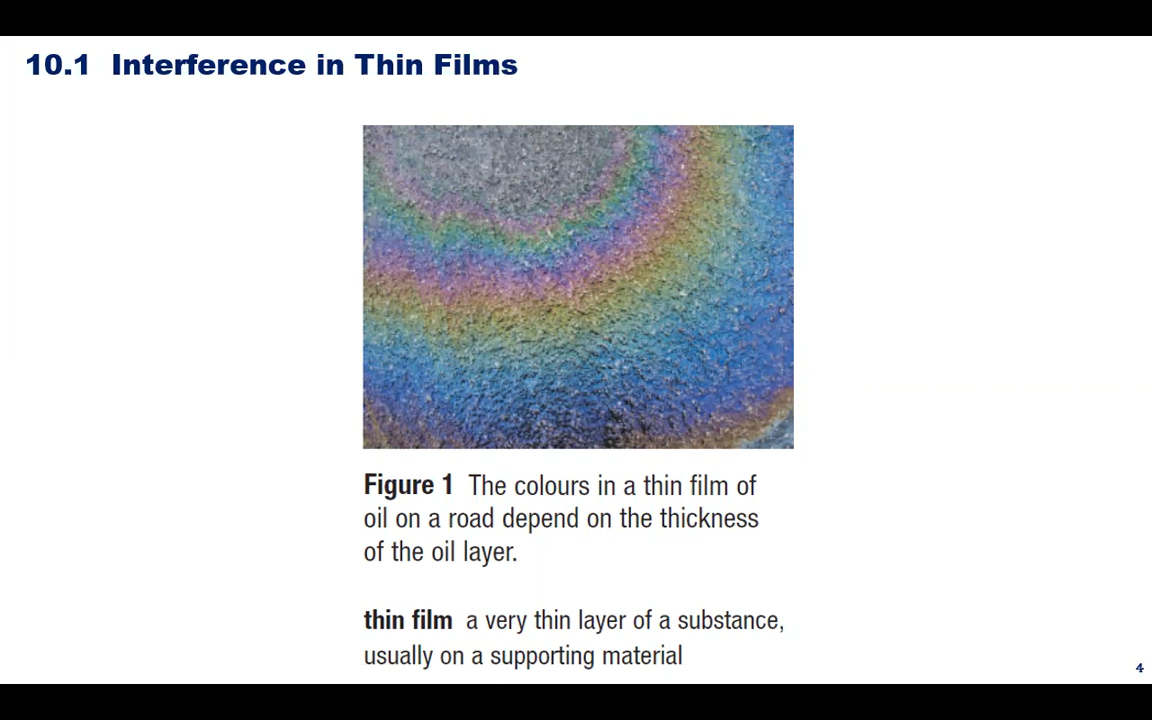 10.1 Interference in Thin Films
Figure 1 The colours in a thin film of
oil on a road depend on the thickness
of the oil layer.
thin film a very thin layer of a substance,
usually on a supporting material
4